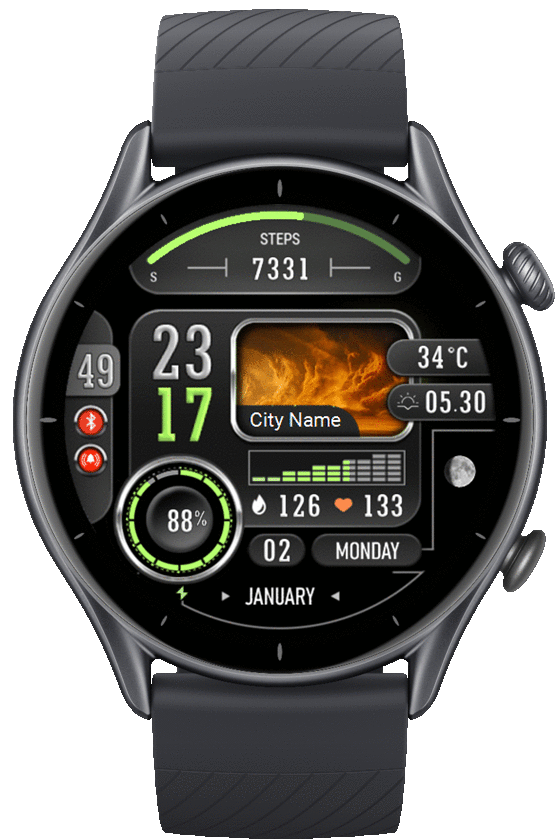 STEPS
S 7331 G
23
17
49
34°C
05.30
City Name
126 133
88%
02 MONDAY
JANUARY